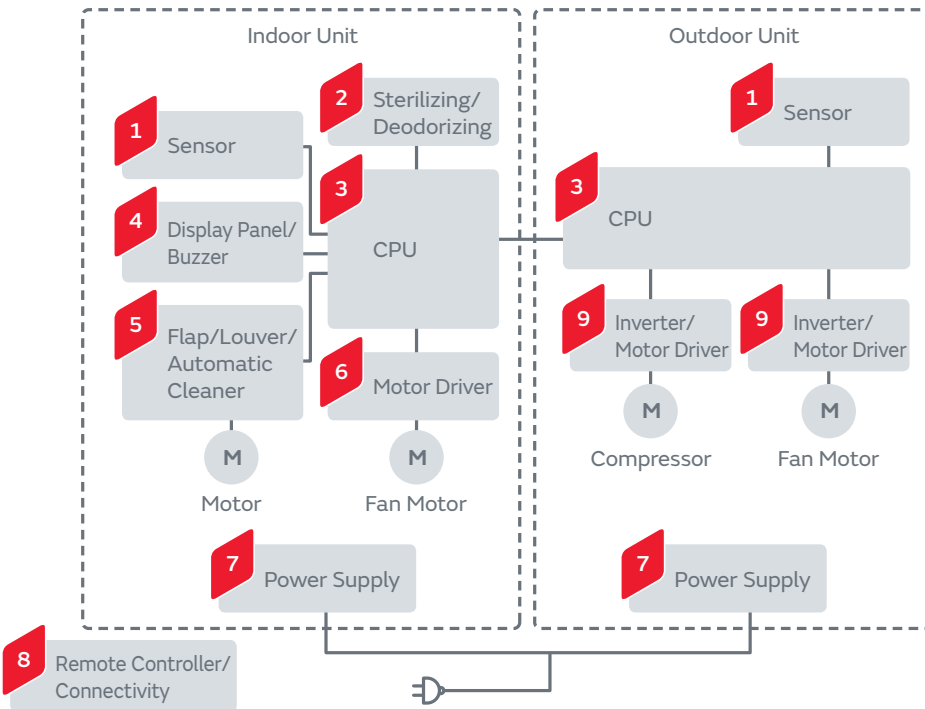 Indoor Unit
Outdoor Unit
1
Sensor
2
Sterilizing/
Deodorizing
3
CPU
4
Display Panel/
Buzzer
5
Flap/Louver/
Automatic
Cleaner
6
Motor Driver
M
Motor
M
Fan Motor
7
Power Supply
1
Sensor
3
CPU
9
Inverter/
Motor Driver
9
Inverter/
Motor Driver
M
Compressor
M
Fan Motor
7
Power Supply
8
Remote Controller/
Connectivity